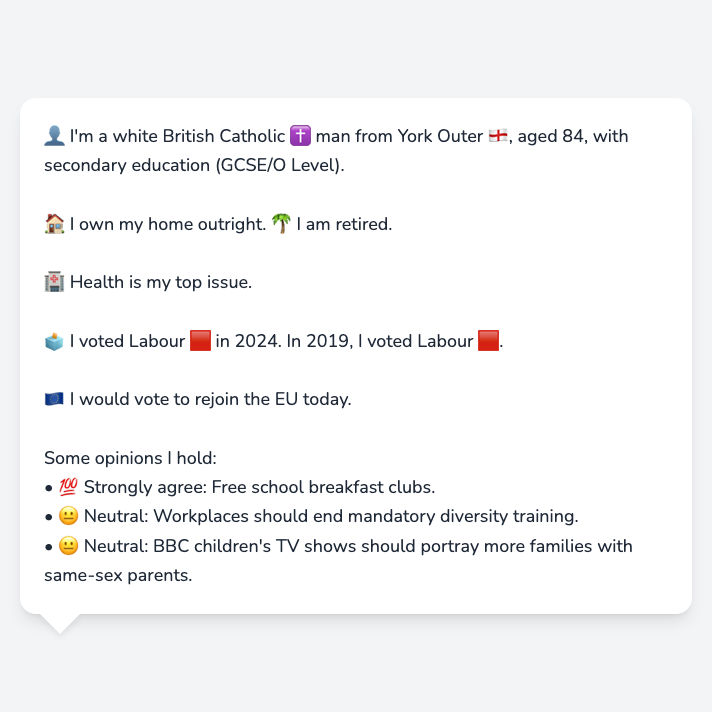 👤 I'm a white British Catholic ✝️ man from York Outer 🏴󠁧󠁢󠁥󠁮󠁧󠁿, aged 84, with
secondary education (GCSE/O Level).
🏠 I own my home outright. 🌴 I am retired.
🏥 Health is my top issue.
🗳️ I voted Labour 🟥 in 2024. In 2019, I voted Labour 🟥.
🇪🇺 I would vote to rejoin the EU today.
Some opinions I hold:
• 💯 Strongly agree: Free school breakfast clubs.
• 😐 Neutral: Workplaces should end mandatory diversity training.
• 😐 Neutral: BBC children's TV shows should portray more families with
same-sex parents.